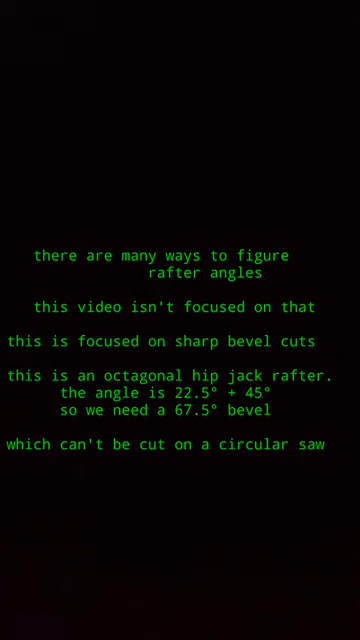 there are many ways to figure
rafter angles
this video isn't focused on that
this is focused on sharp bevel cuts
this is an octagonal hip jack rafter.
the angle is 22.5° + 45°
so we need a 67.5° bevel
which can't be cut on a circular saw